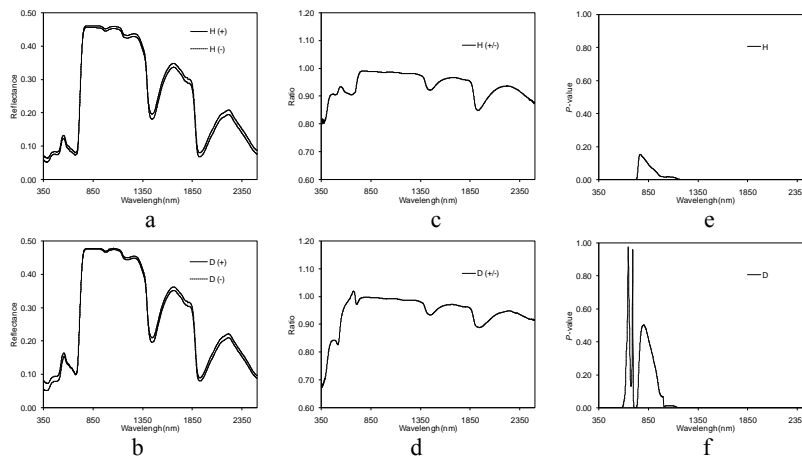 0.50
0.40
0.30
0.20
0.10
0.00
Reflectance
H (+)
H (-)
350 850 1350 1850 2350
Wavelength(nm)
a
1.20
1.10
1.00
0.90
0.80
0.70
0.60
Ratio
H (+/-)
350 850 1350 1850 2350
Wavelength(nm)
c
1.00
0.80
0.60
0.40
0.20
0.00
P-value
H
350 850 1350 1850 2350
Wavelength(nm)
e
0.50
0.40
0.30
0.20
0.10
0.00
Reflectance
D (+)
D (-)
350 850 1350 1850 2350
Wavelength(nm)
b
1.20
1.10
1.00
0.90
0.80
0.70
0.60
Ratio
D (+/-)
350 850 1350 1850 2350
Wavelength(nm)
d
1.00
0.80
0.60
0.40
0.20
0.00
P-value
D
350 850 1350 1850 2350
Wavelength(nm)
f